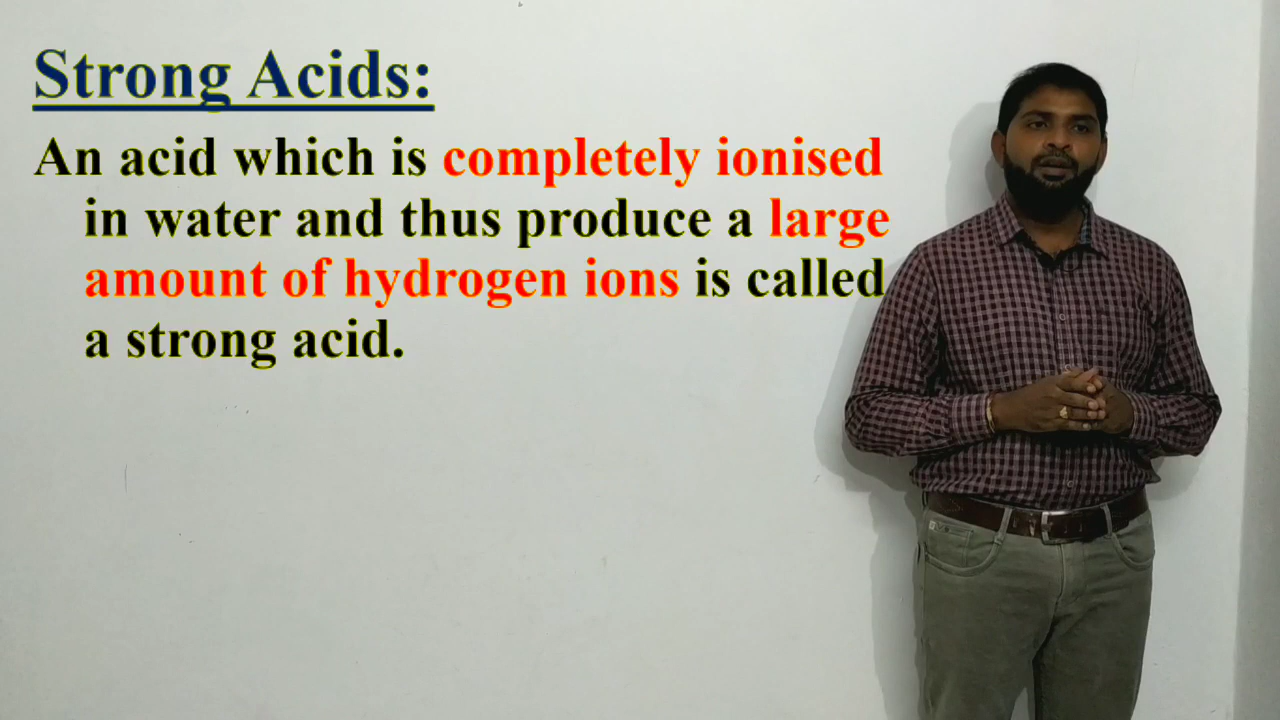 Strong Acids:
An acid which is completely ionised
in water and thus produce a large
amount of hydrogen ions is called
a strong acid.